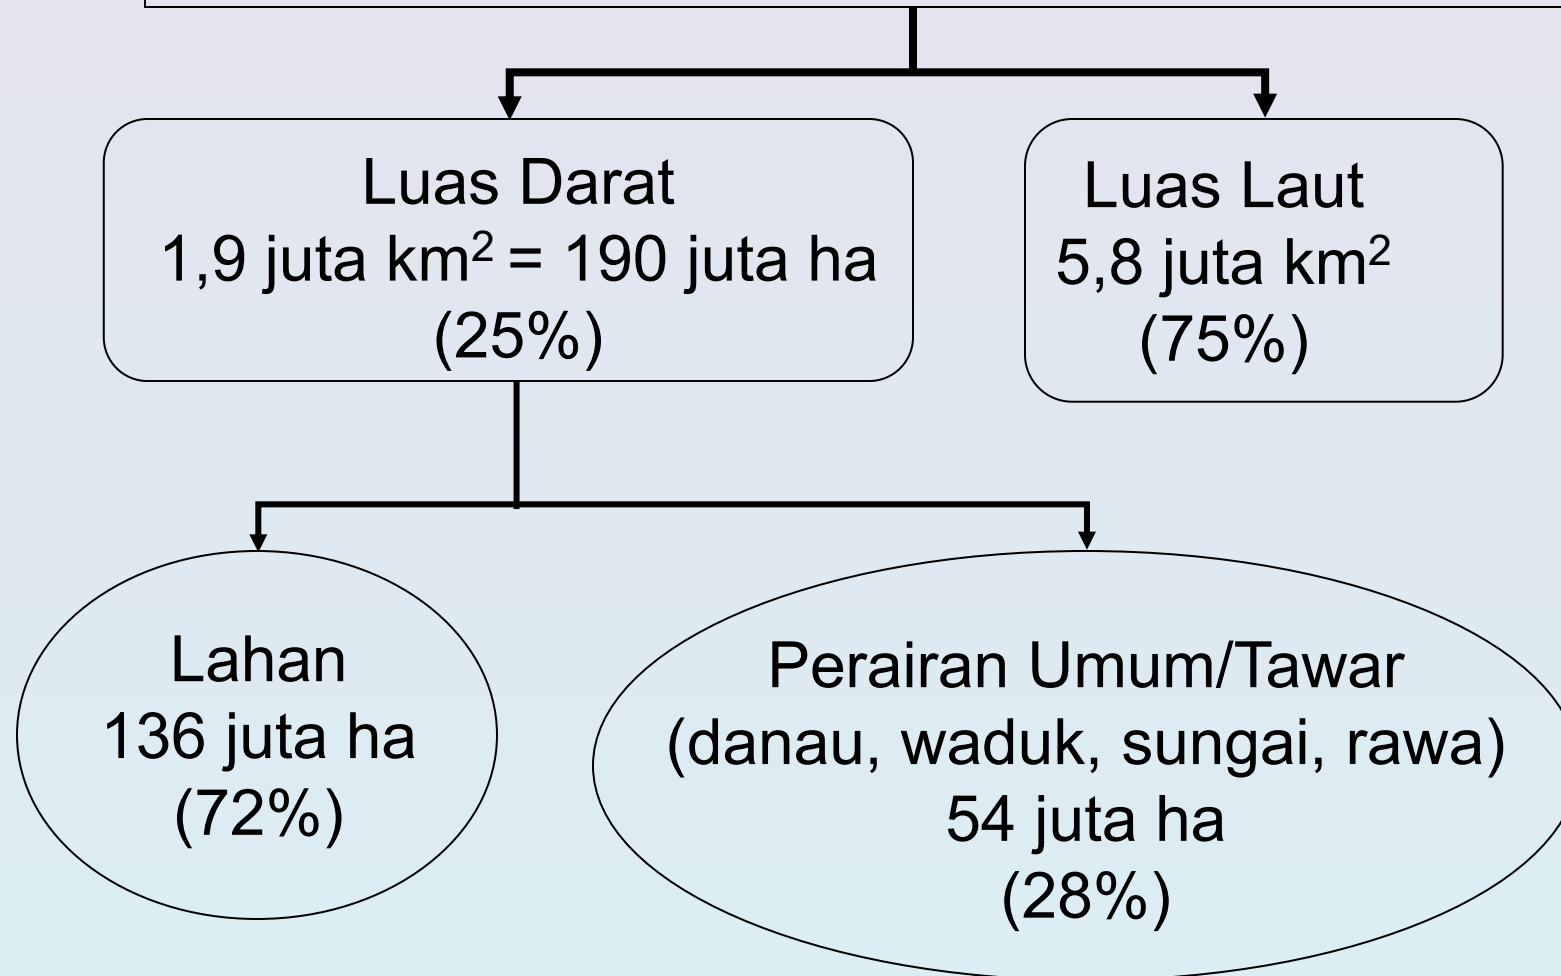 Luas Darat
1,9 juta km² = 190 juta ha
(25%)
Luas Laut
5,8 juta km²
(75%)
Lahan
136 juta ha
(72%)
Perairan Umum/Tawar
(danau, waduk, sungai, rawa)
54 juta ha
(28%)